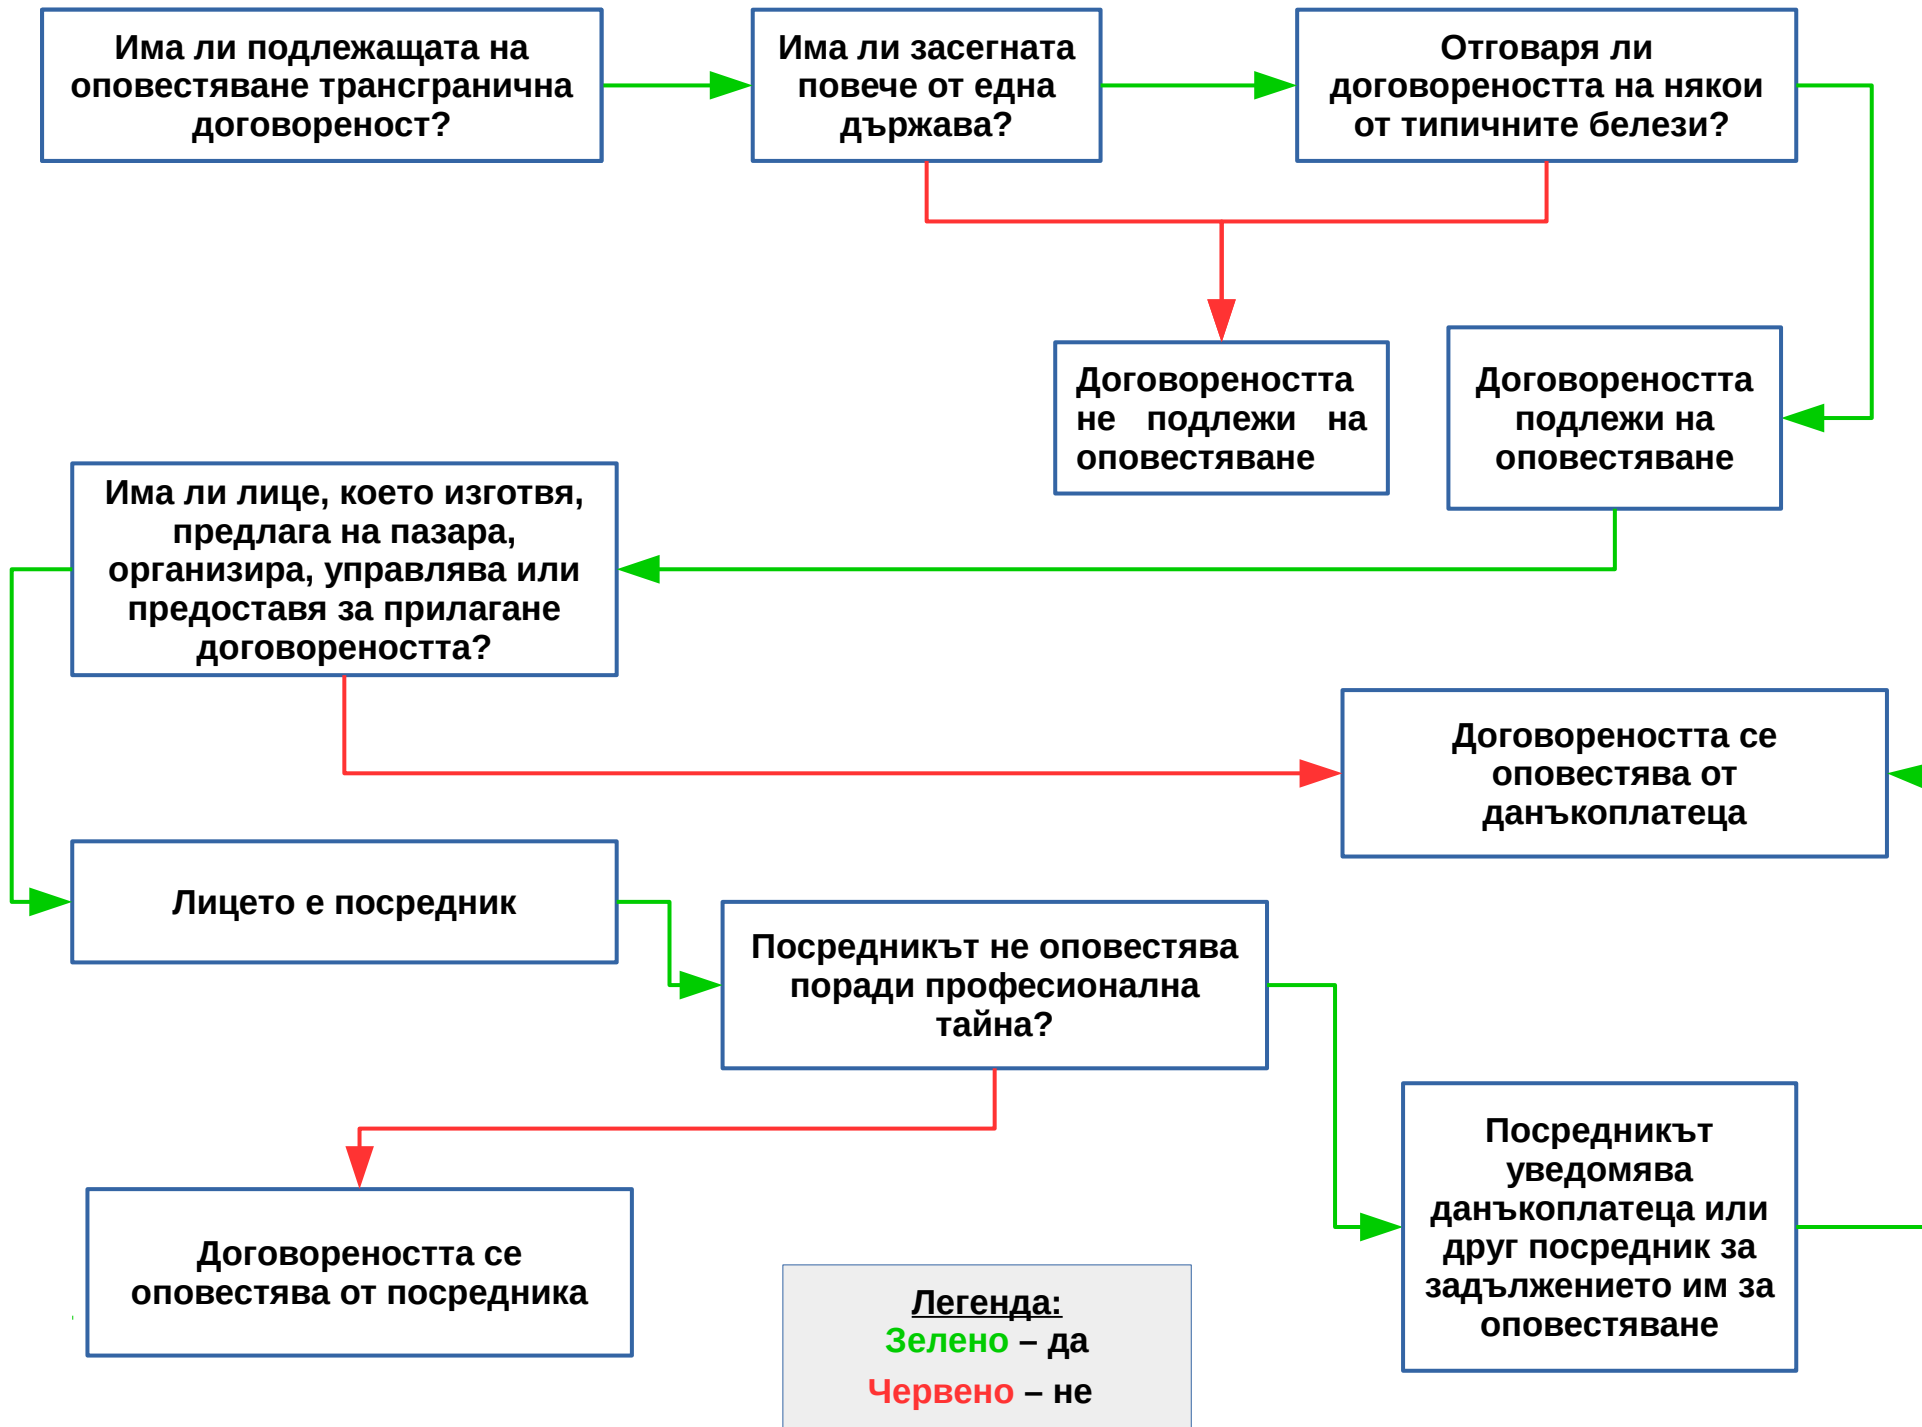 Има ли подлежащата на
оповестяване трансгранична
договореност?
Има ли засегната
повече от една
държава?
Отговаря ли
договореността на някои
от типичните белези?
Договореността
не подлежи на
оповестяване
Договореността
подлежи на
оповестяване
Има ли лице, което изготвя,
предлага на пазара,
организира, управлява или
предоставя за прилагане
договореността?
Договореността се
оповестява от
данъкоплатеца
Лицето е посредник
Посредникът не оповестява
поради професионална
тайна?
Посредникът
уведомява
данъкоплатеца или
друг посредник за
задължението им за
оповестяване
Договореността се
оповестява от посредника
Легенда:
Зелено – да
Червено – не